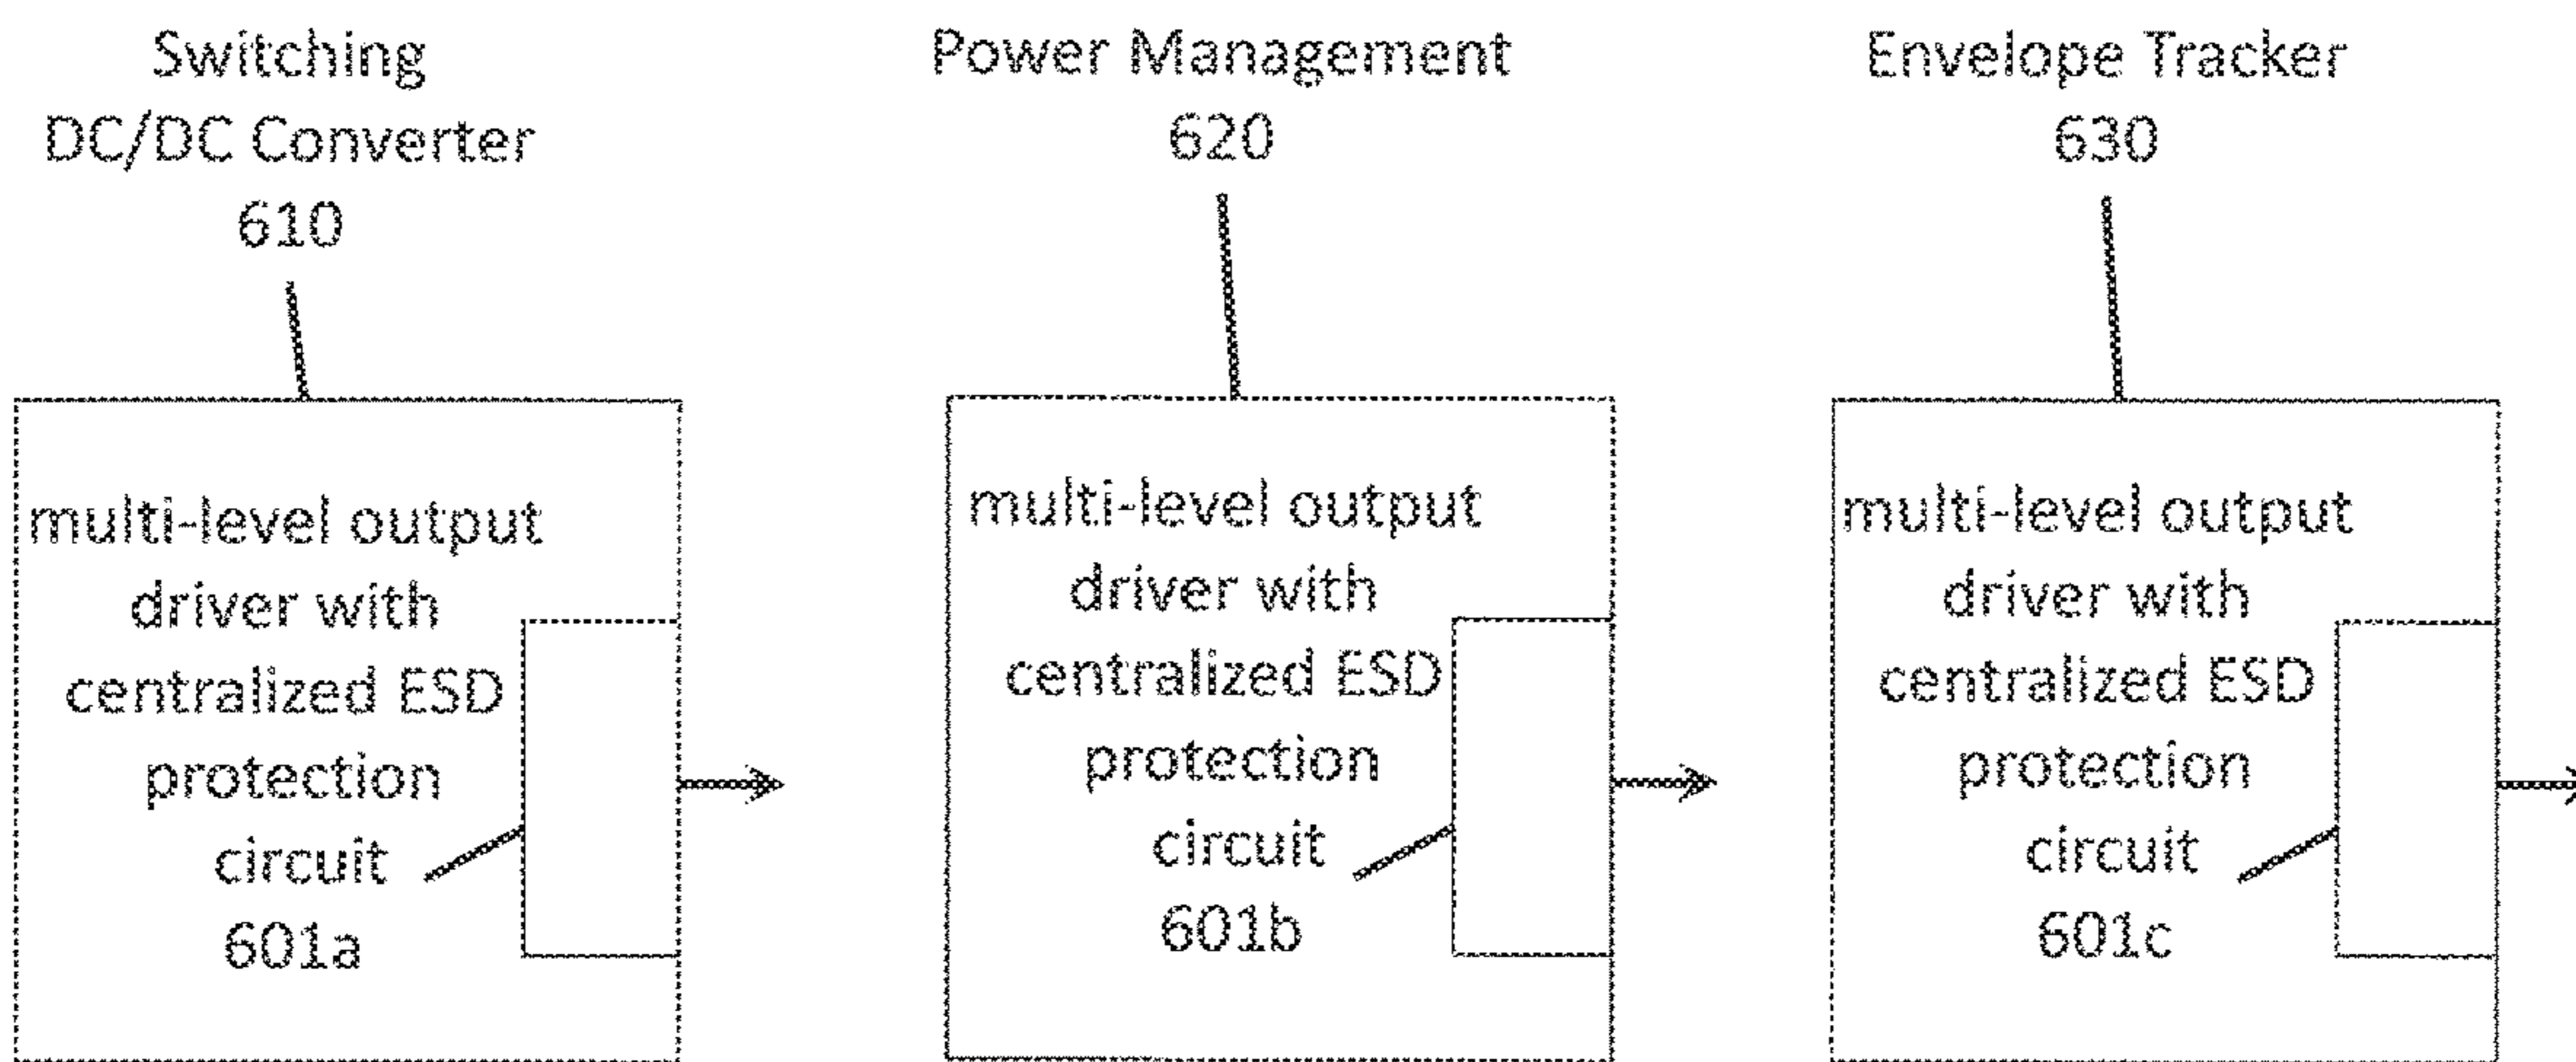 Switching
DC/DC Converter
610
Power Management
620
Envelope Tracker
630
multi-level output
driver with
centralized ESD
protection
circuit
601a
multi-level output
driver with
centralized ESD
protection
circuit
601b
multi-level output
driver with
centralized ESD
protection
circuit
601c